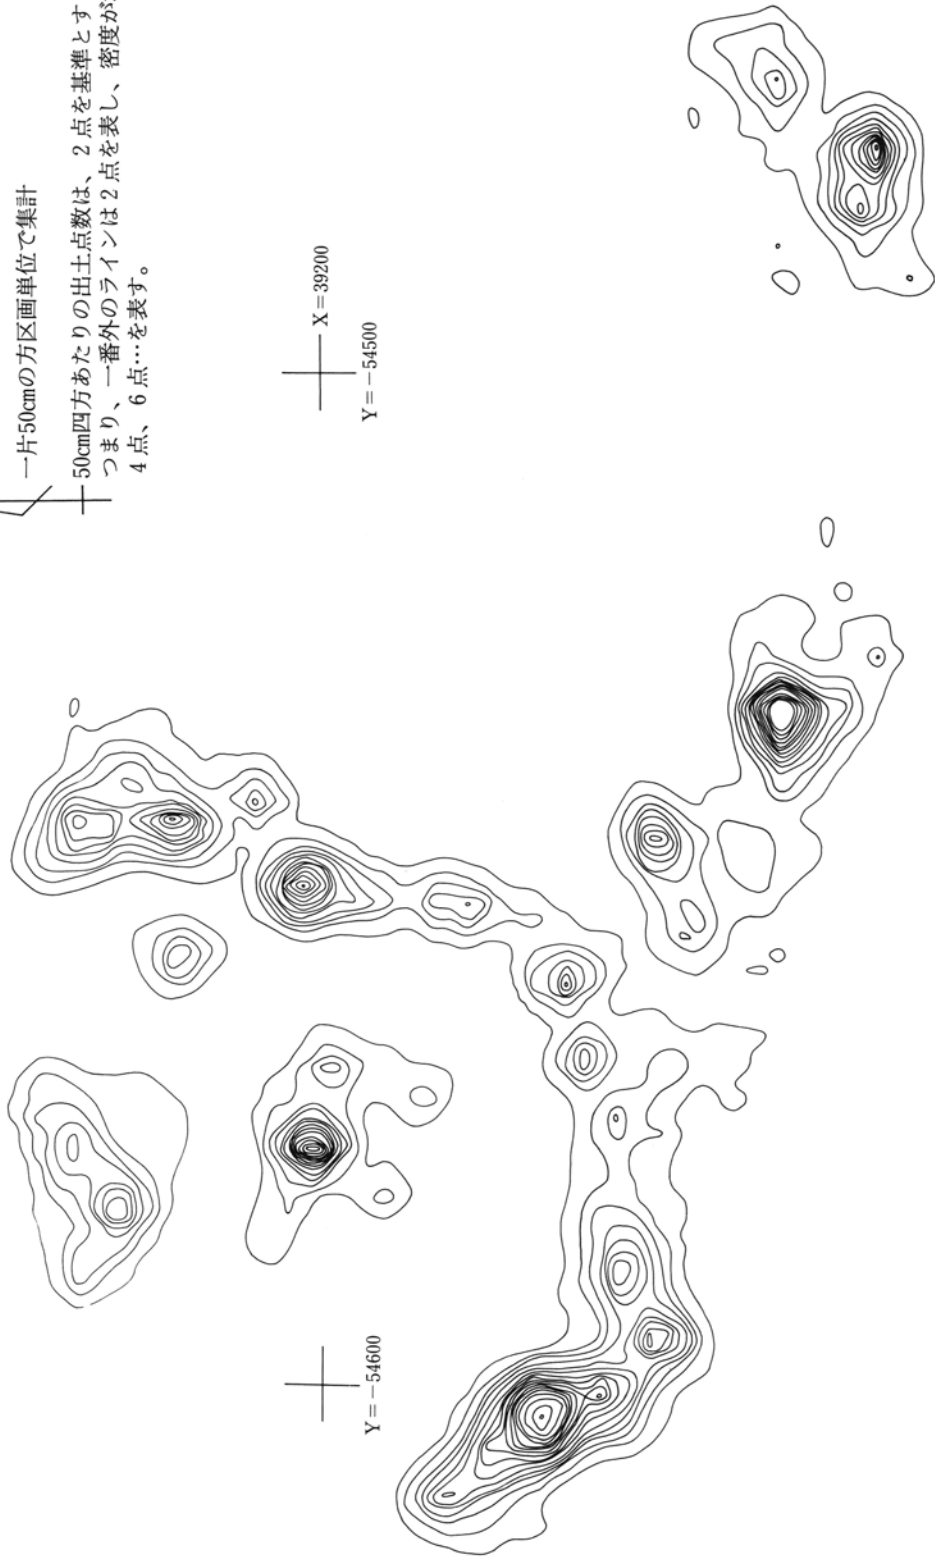 一片50cmの方区画単位で集計
50cm四方あたりの出土点数は、2点を基準とす
つまり、一番外のラインは2点を表し、密度が
4点、6点…を表す。
X=39200
Y=-54500
Y=-54600